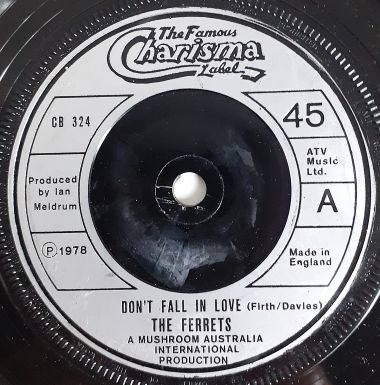 The Famous
Charisma
Label
CB 324
45
Produced
by Ian
Meldrum
ATV
Music
Ltd.
A
Ⓟ1978
Made in
England
DON'T FALL IN LOVE (Firth/Davies)
THE FERRETS
A MUSHROOM AUSTRALIA
INTERNATIONAL
PRODUCTION